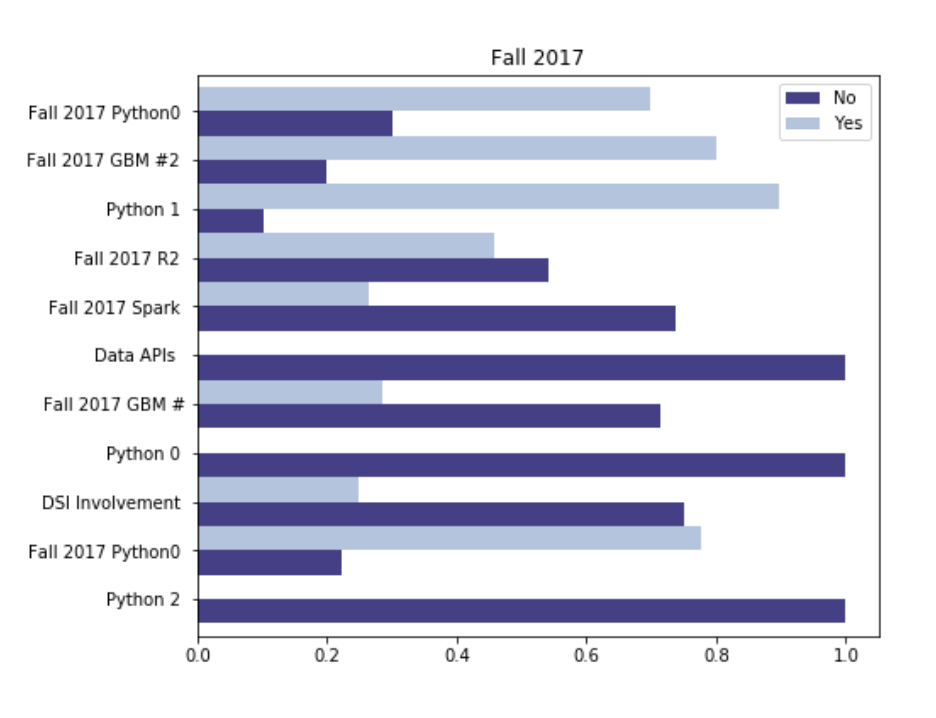 Fall 2017
No
Yes
Fall 2017 Python0
Fall 2017 GBM #2
Python 1
Fall 2017 R2
Fall 2017 Spark
Data APIs
Fall 2017 GBM #
Python 0
DSI Involvement
Fall 2017 Python0
Python 2
0.0 0.2 0.4 0.6 0.8 1.0